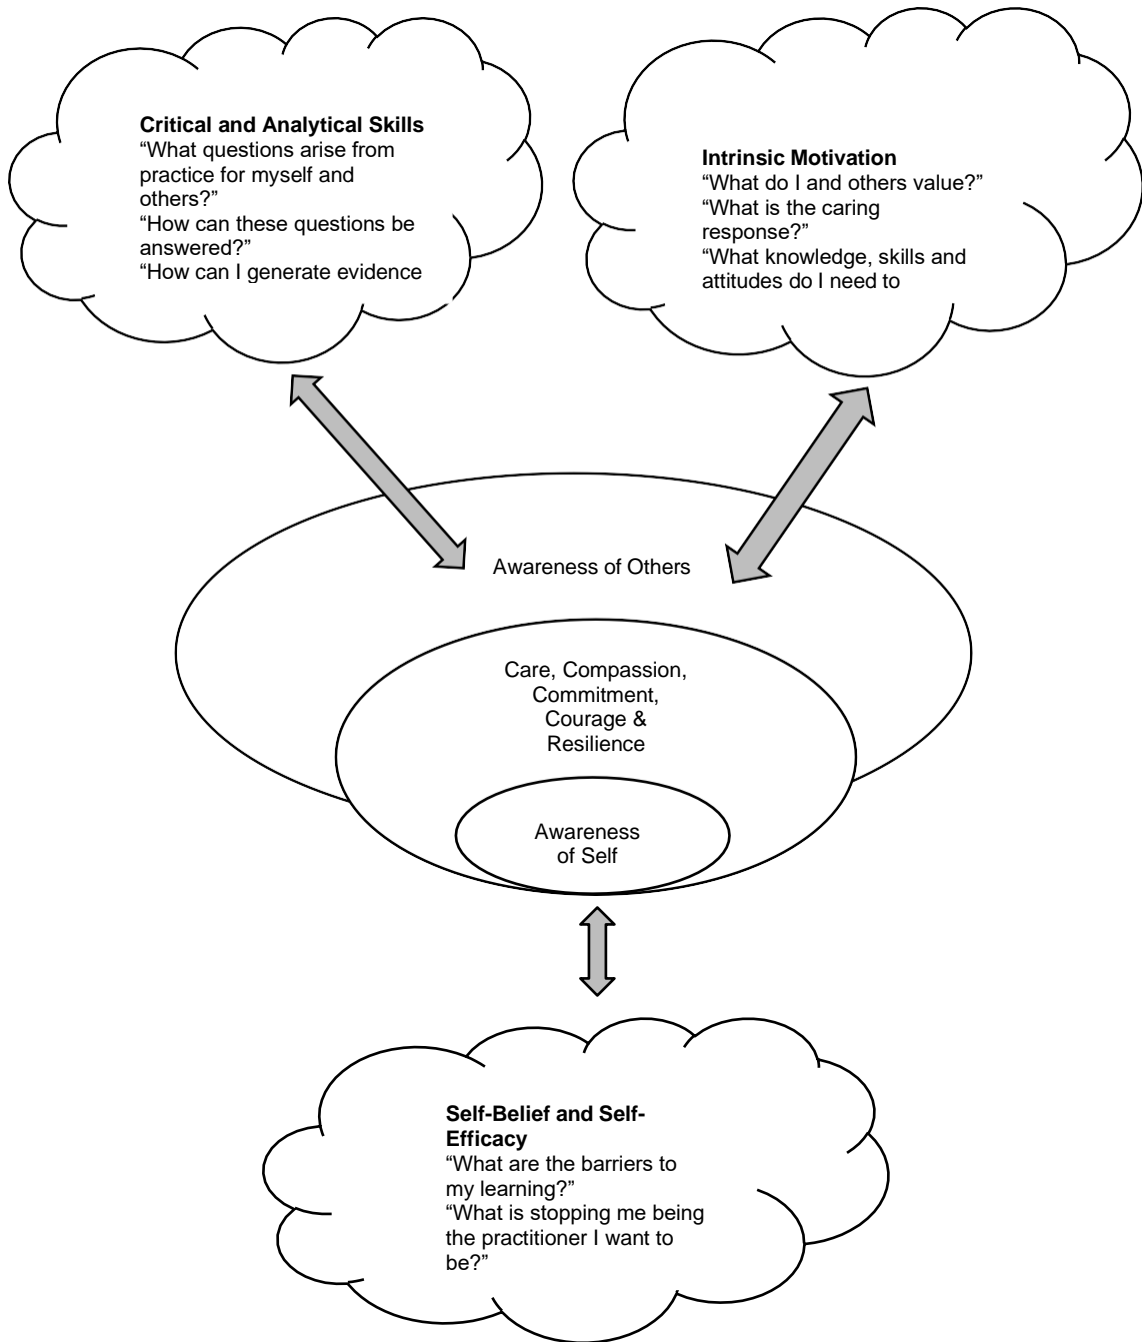 Critical and Analytical Skills
“What questions arise from
practice for myself and
others?”
“How can these questions be
answered?”
“How can I generate evidence
Intrinsic Motivation
“What do I and others value?”
“What is the caring
response?”
“What knowledge, skills and
attitudes do I need to
Awareness of Others
Care, Compassion,
Commitment,
Courage &
Resilience
Awareness
of Self
Self-Belief and Self-
Efficacy
“What are the barriers to
my learning?”
“What is stopping me being
the practitioner I want to
be?”